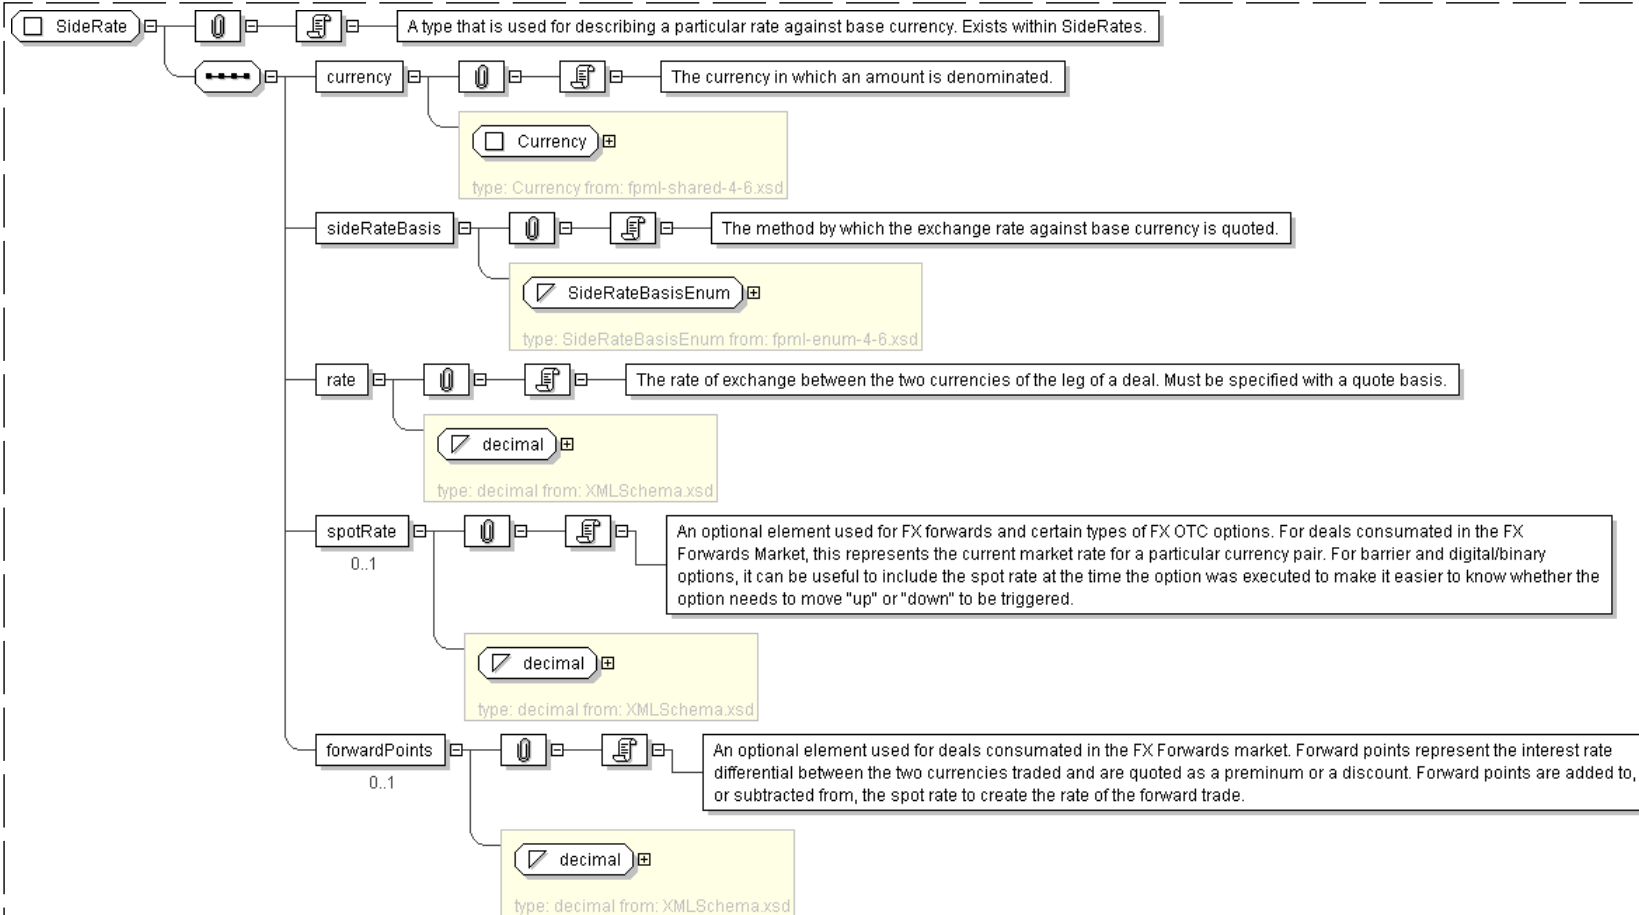 SideRate
A type that is used for describing a particular rate against base currency. Exists within SideRates.
currency
The currency in which an amount is denominated.
Currency
type: Currency from: fpml-shared-4-6.xsd
sideRateBasis
The method by which the exchange rate against base currency is quoted.
SideRateBasisEnum
type: SideRateBasisEnum from: fpml-enum-4-6.xsd
rate
The rate of exchange between the two currencies of the leg of a deal. Must be specified with a quote basis.
decimal
type: decimal from: XMLSchema.xsd
spotRate
0..1
An optional element used for FX forwards and certain types of FX OTC options. For deals consumated in the FX
Forwards Market, this represents the current market rate for a particular currency pair. For barrier and digital/binary
options, it can be useful to include the spot rate at the time the option was executed to make it easier to know whether the
option needs to move "up" or "down" to be triggered.
decimal
type: decimal from: XMLSchema.xsd
forwardPoints
0..1
An optional element used for deals consumated in the FX Forwards market. Forward points represent the interest rate
differential between the two currencies traded and are quoted as a preminum or a discount. Forward points are added to,
or subtracted from, the spot rate to create the rate of the forward trade.
decimal
type: decimal from: XMLSchema.xsd